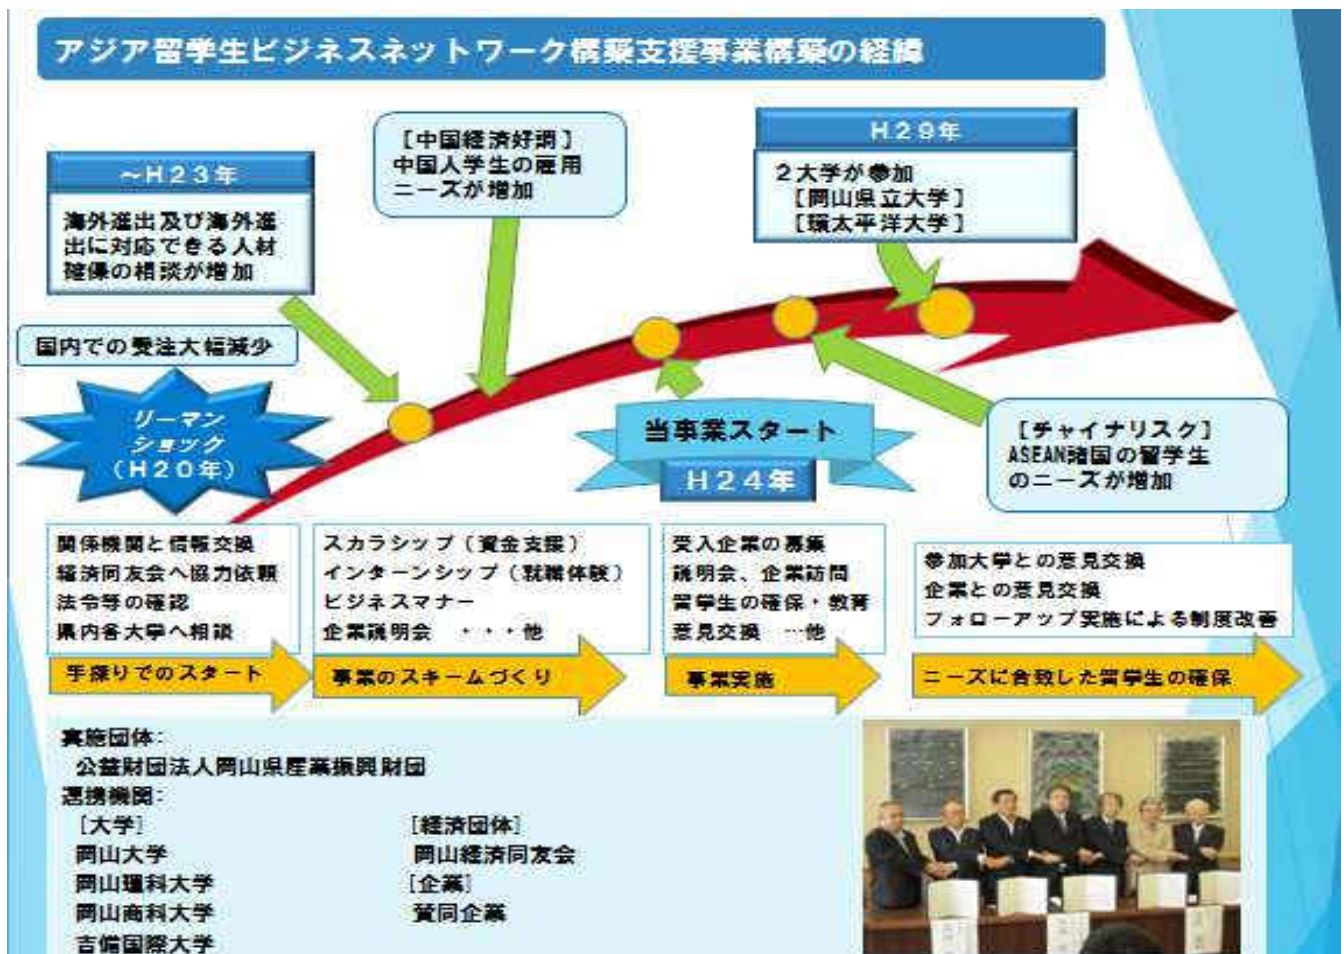 アジア留学生ビジネスネットワーク構築支援事業構築の経緯
~H23年
海外進出及び海外進
出に対応できる人材
確保の相談が増加
[中国経済好調]
中国人学生の雇用
ニーズが増加
H29年
2大学が参加
[岡山県立大学]
[環太平洋大学]
国内での受注大幅減少
リーマン
ショック
(H20年)
当事業スタート
H24年
[チャイナリスク]
ASEAN諸国の留学生
のニーズが増加
関係機関と情報交換
経済同友会へ協力依頼
法令等の確認
県内各大学へ相談
手探りでのスタート
スカラシップ(資金支援)
インターンシップ(就職体験)
ビジネスマナー
企業説明会 ・・・他
事業のスキームづくり
受入企業の募集
説明会、企業訪問
留学生の確保・教育
意見交換 …他
事業実施
参加大学との意見交換
企業との意見交換
フォローアップ実施による制度改善
ニーズに合致した留学生の確保
実施団体:
公益財団法人岡山県産業振興財団
連携機関:
[大学]
岡山大学
岡山理科大学
岡山商科大学
吉備国際大学
[経済団体]
岡山経済同友会
[企業]
賛同企業